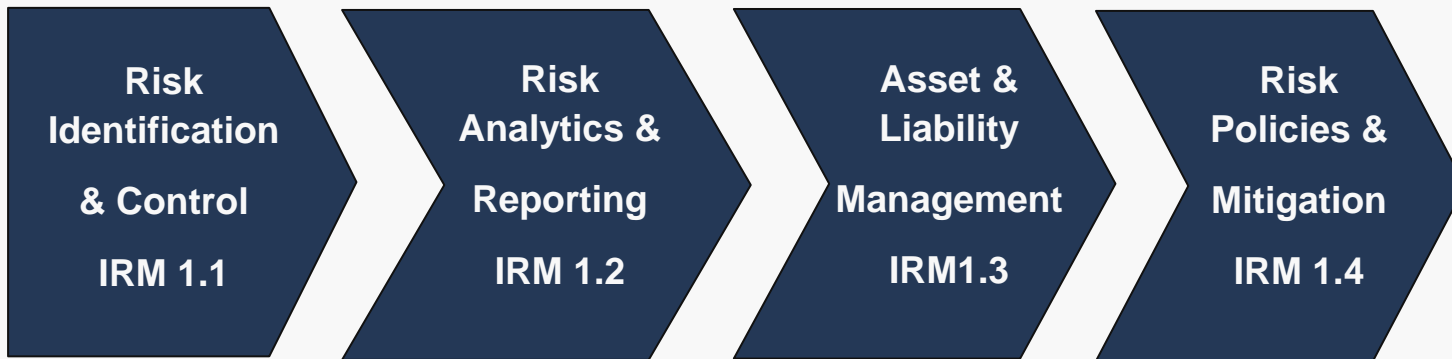 Risk
Identification
& Control
IRM 1.1
Risk
Analytics &
Reporting
IRM 1.2
Asset &
Liability
Management
IRM1.3
Risk
Policies &
Mitigation
IRM 1.4